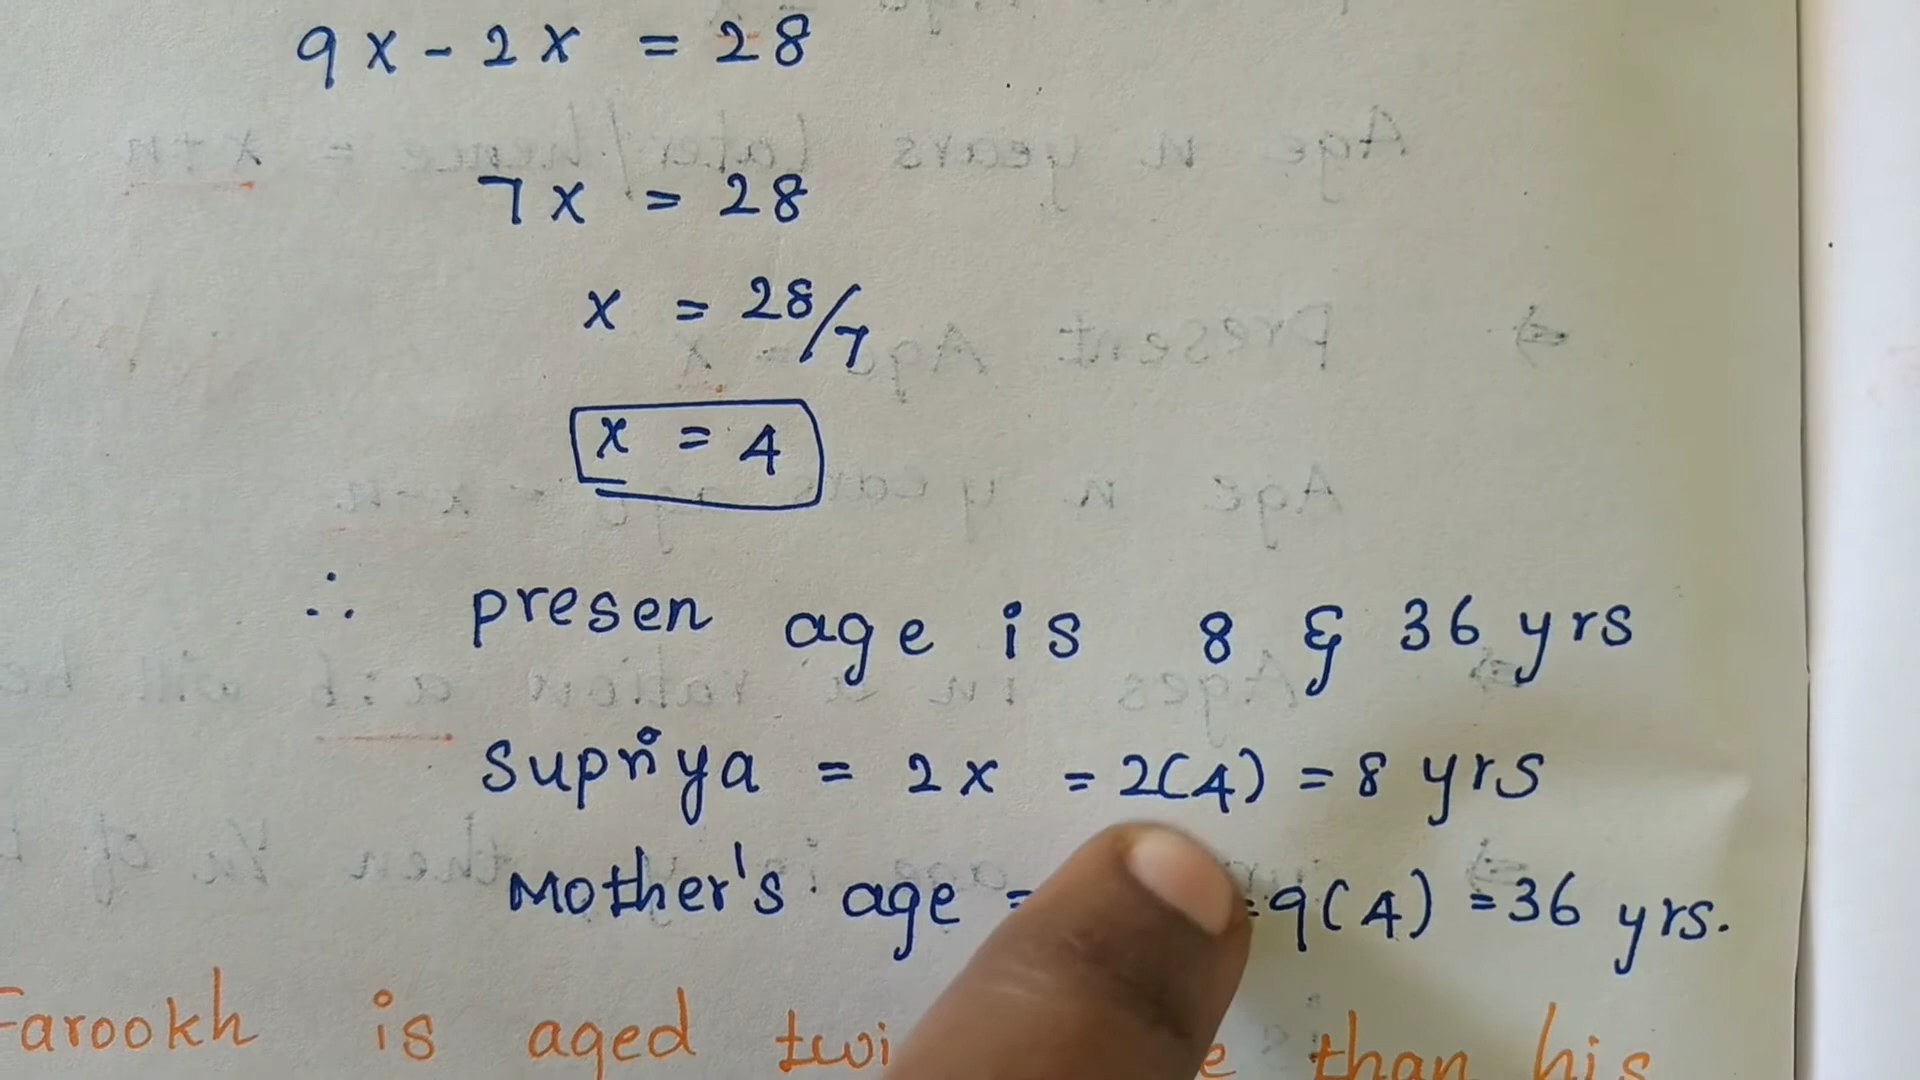 9x - 2x = 28
7x = 28
x = 28/7
x = 4
∴ presen age is 8 & 36 yrs
Supriya = 2x = 2(4) = 8 yrs
Mother's age = = 9(4) = 36 yrs.
Farookh is aged than his